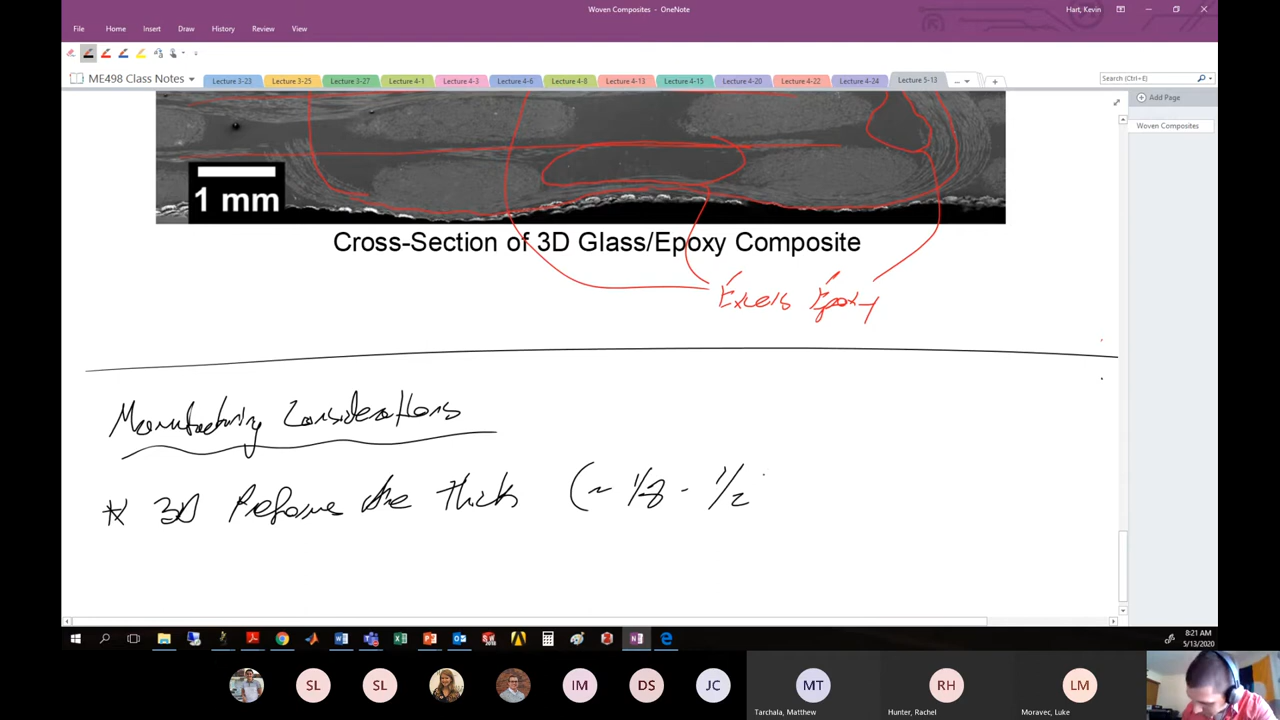 Woven Composites - OneNote
Hart, Kevin
File Home Insert Draw History Review View
ME498 Class Notes
Lecture 3-23 Lecture 3-25 Lecture 3-27 Lecture 4-1 Lecture 4-3 Lecture 4-6 Lecture 4-8 Lecture 4-13 Lecture 4-15 Lecture 4-20 Lecture 4-22 Lecture 4-24 Lecture 5-13
Search (Ctrl+E)
Add Page
Woven Composites
1 mm
Cross-Section of 3D Glass/Epoxy Composite
Excess Epoxy
Manufacturing Considerations
* 3D Preforms are thick (~ 1/8 - 1/2
8:21 AM
5/13/2020
SL SL IM DS JC MT RH LM
Tarchala, Matthew Hunter, Rachel Moravec, Luke